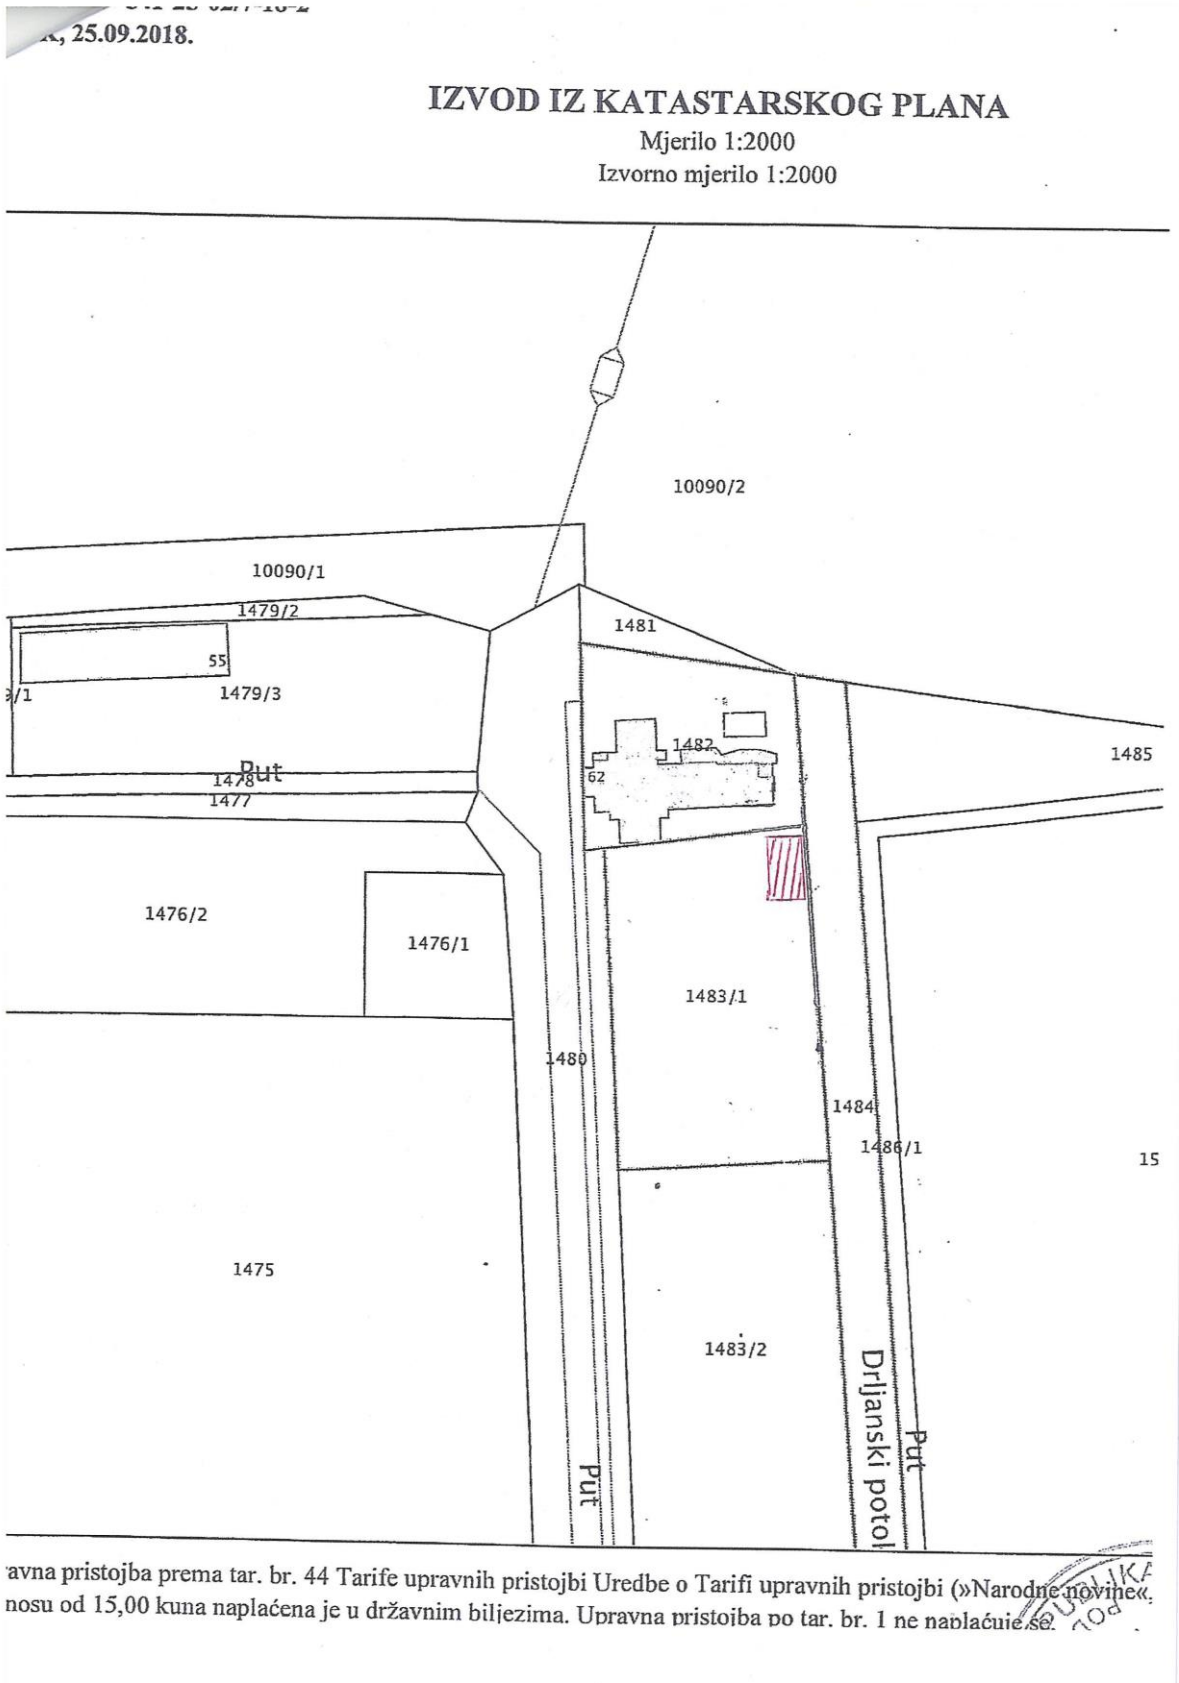 25.09.2018.
IZVOD IZ KATASTARSKOG PLANA
Mjerilo 1:2000
Izvorno mjerilo 1:2000
10090/2
10090/1
1479/2
1481
55
/1
1479/3
1482
1485
Put
1478
62
1477
1476/2
1476/1
1483/1
1480
1484
1486/1
15
1475
1483/2
Drljanski potol
Put
Put
avna pristojba prema tar. br. 44 Tarife upravnih pristojbi Uredbe o Tarifi upravnih pristojbi (»Narodne novine«,
nosu od 15,00 kuna naplaćena je u državnim biljezima. Upravna pristojba po tar. br. 1 ne naplaćuje se.